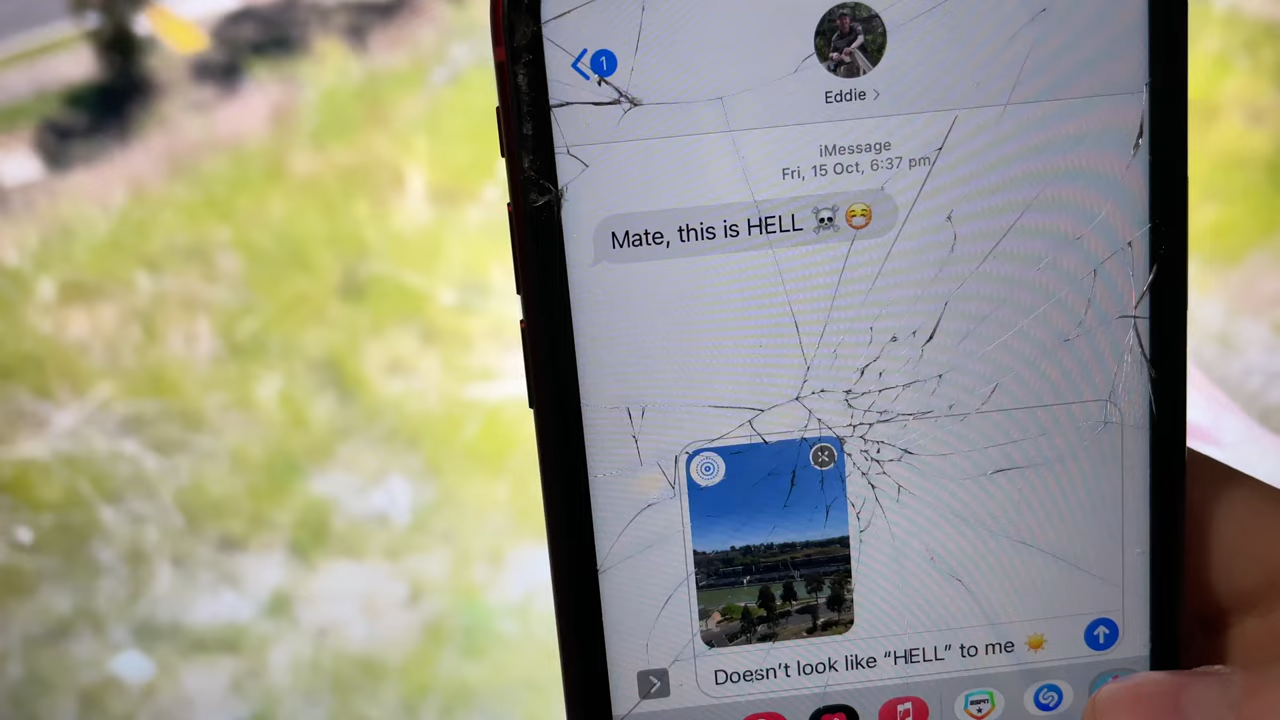 1
Eddie
iMessage
Fri, 15 Oct, 6:37 pm
Mate, this is HELL ☠️😷
Doesn’t look like “HELL” to me ☀️
ESPN